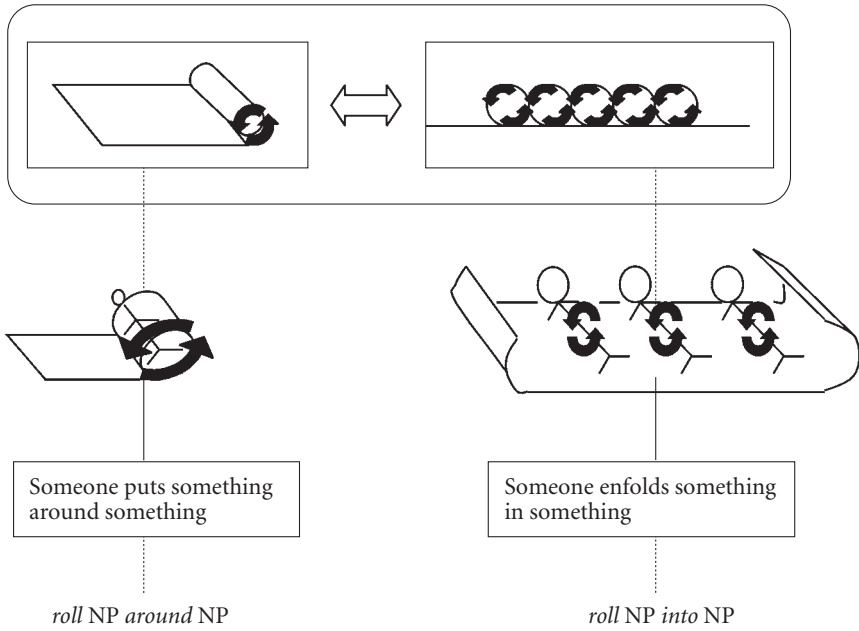 Someone puts something
around something
Someone enfolds something
in something
roll NP around NP
roll NP into NP